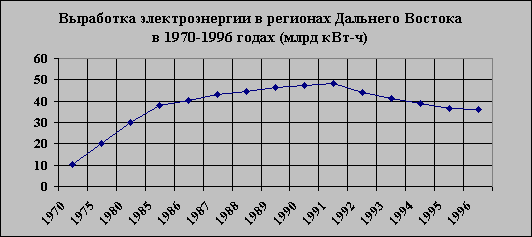 Выработка электроэнергии в регионах Дальнего Востока
в 1970-1996 годах (млрд кВт-ч)
60
50
40
30
20
10
0
1970 1975 1980 1985 1986 1987 1988 1989 1990 1991 1992 1993 1994 1995 1996